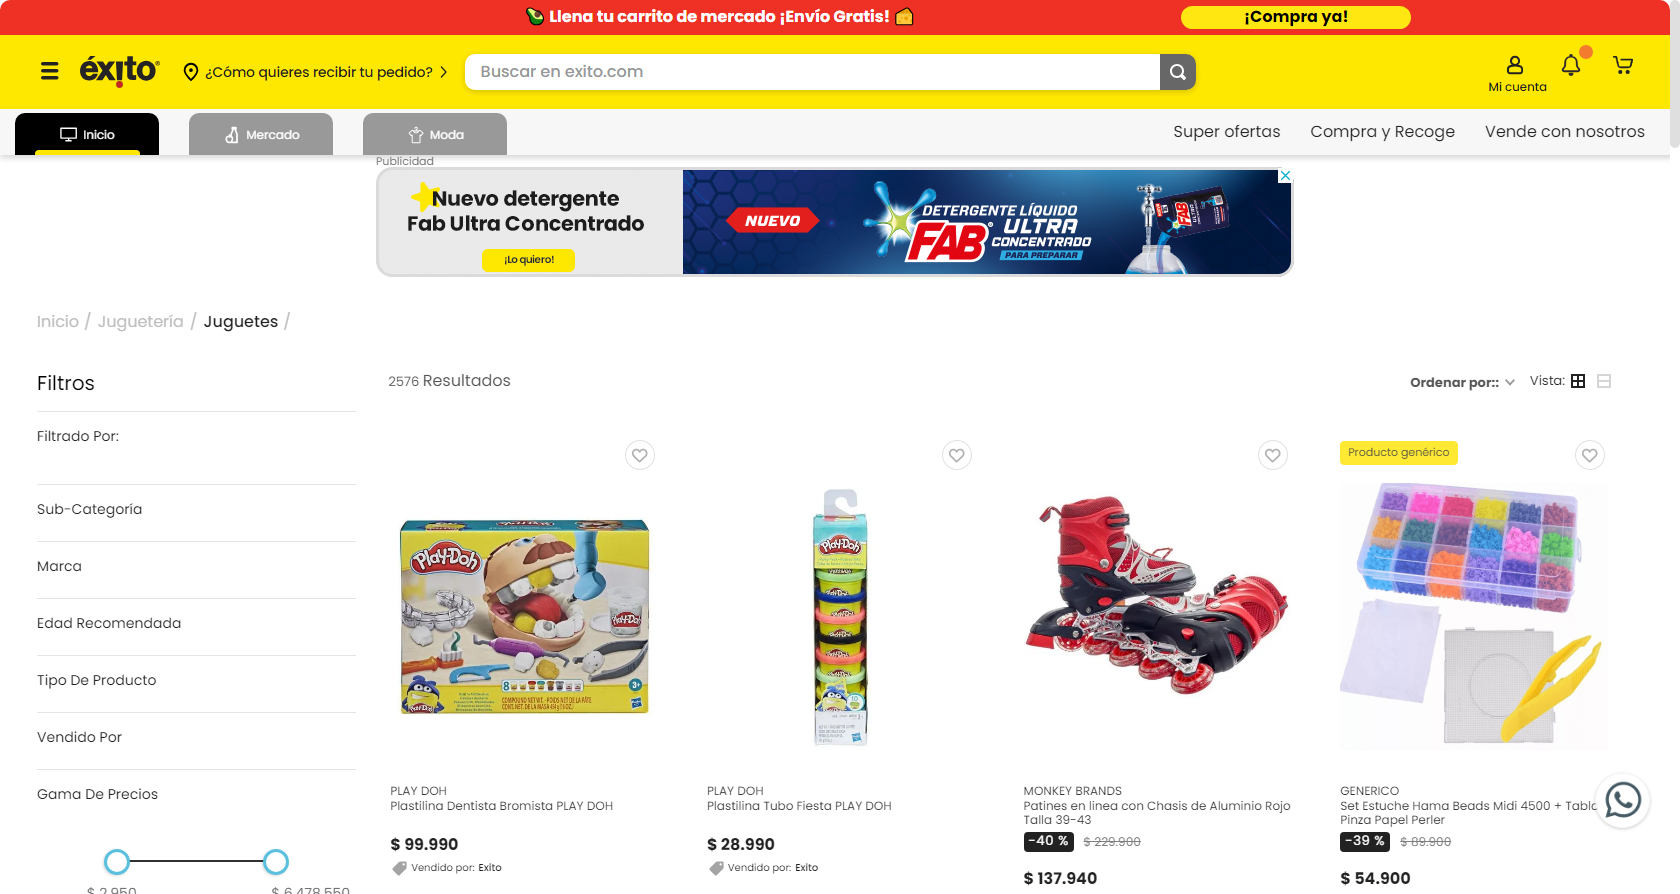 Llena tu carrito de mercado ¡Envío Gratis!
¡Compra ya!
éxito
¿Cómo quieres recibir tu pedido?
Buscar en exito.com
Mi cuenta
Inicio
Mercado
Moda
Super ofertas
Compra y Recoge
Vende con nosotros
Publicidad
Nuevo detergente
Fab Ultra Concentrado
¡Lo quiero!
NUEVO
DETERGENTE LÍQUIDO
FAB ULTRA
CONCENTRADO
PARA PREPARAR
Inicio / Juguetería / Juguetes /
Filtros
2576 Resultados
Ordenar por::
Vista:
Filtrado Por:
Sub-Categoría
Marca
Edad Recomendada
Tipo De Producto
Vendido Por
Gama De Precios
$ 2.950
$ 6.478.550
Play-Doh
PLAY DOH
Plastilina Dentista Bromista PLAY DOH
$ 99.990
Vendido por: Exito
Play-Doh
PLAY DOH
Plastilina Tubo Fiesta PLAY DOH
$ 28.990
Vendido por: Exito
MONKEY BRANDS
Patines en linea con Chasis de Aluminio Rojo
Talla 39-43
-40 %
$ 229.900
$ 137.940
Producto genérico
GENERICO
Set Estuche Hama Beads Midi 4500 + Tabl
Pinza Papel Perler
-39 %
$ 89.900
$ 54.900